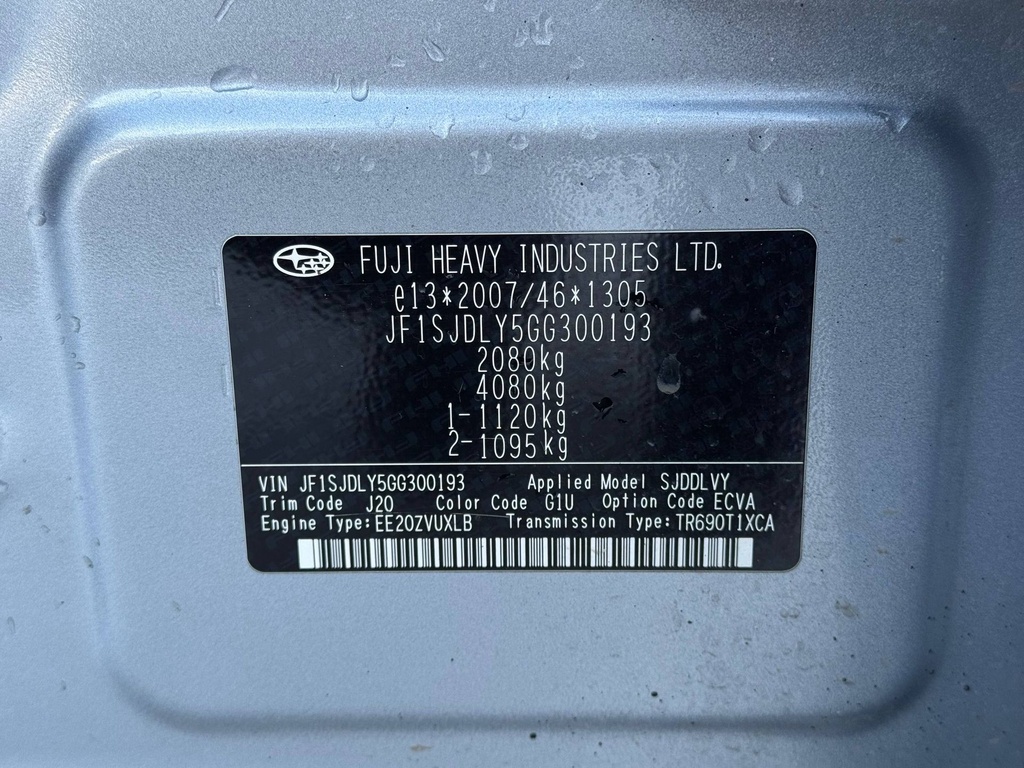 FUJI HEAVY INDUSTRIES LTD.
e13*2007/46*1305
JF1SJDLY5GG300193
2080kg
4080kg
1-1120kg
2-1095kg
VIN JF1SJDLY5GG300193 Applied Model SJDDLVY
Trim Code J20 Color Code G1U Option Code ECVA
Engine Type:EE20ZVUXLB Transmission Type:TR690T1XCA